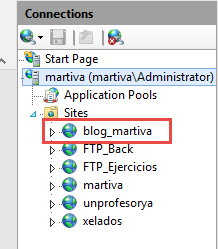 Connections
Start Page
martiva (martiva\Administrator)
Application Pools
Sites
blog_martiva
FTP_Back
FTP_Ejercicios
martiva
unprofesorya
xelados